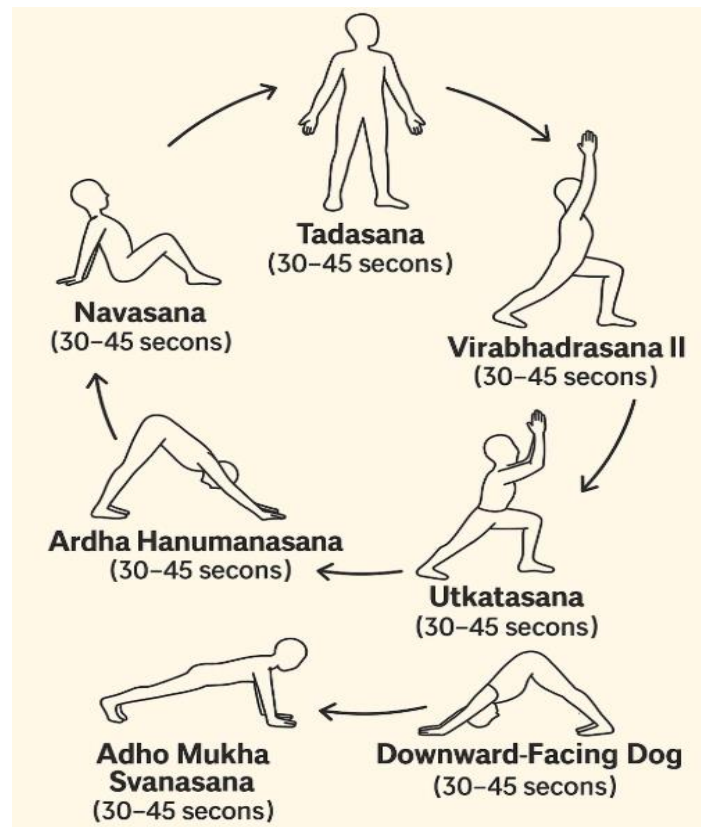 Tadasana
(30–45 secons)
Virabhadrasana II
(30–45 secons)
Utkatasana
(30–45 secons)
Ardha Hanumanasana
(30–45 secons)
Navasana
(30–45 secons)
Downward-Facing Dog
(30–45 secons)
Adho Mukha
Svanasana
(30–45 secons)